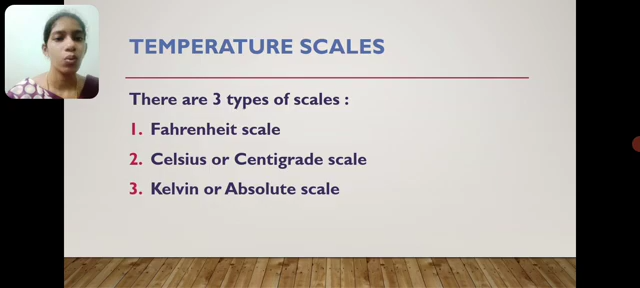 TEMPERATURE SCALES
There are 3 types of scales :
1. Fahrenheit scale
2. Celsius or Centigrade scale
3. Kelvin or Absolute scale